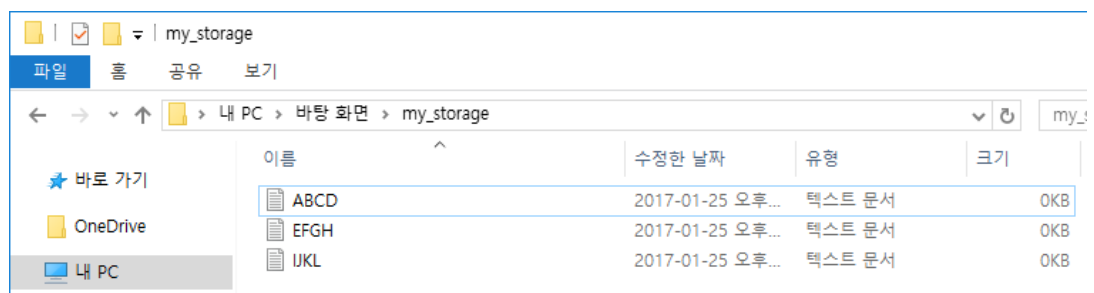 my_storage
파일 홈 공유 보기
내 PC 바탕 화면 my_storage
이름 수정한 날짜 유형 크기
바로 가기
ABCD 2017-01-25 오후... 텍스트 문서 0KB
OneDrive
EFGH 2017-01-25 오후... 텍스트 문서 0KB
내 PC
IJKL 2017-01-25 오후... 텍스트 문서 0KB